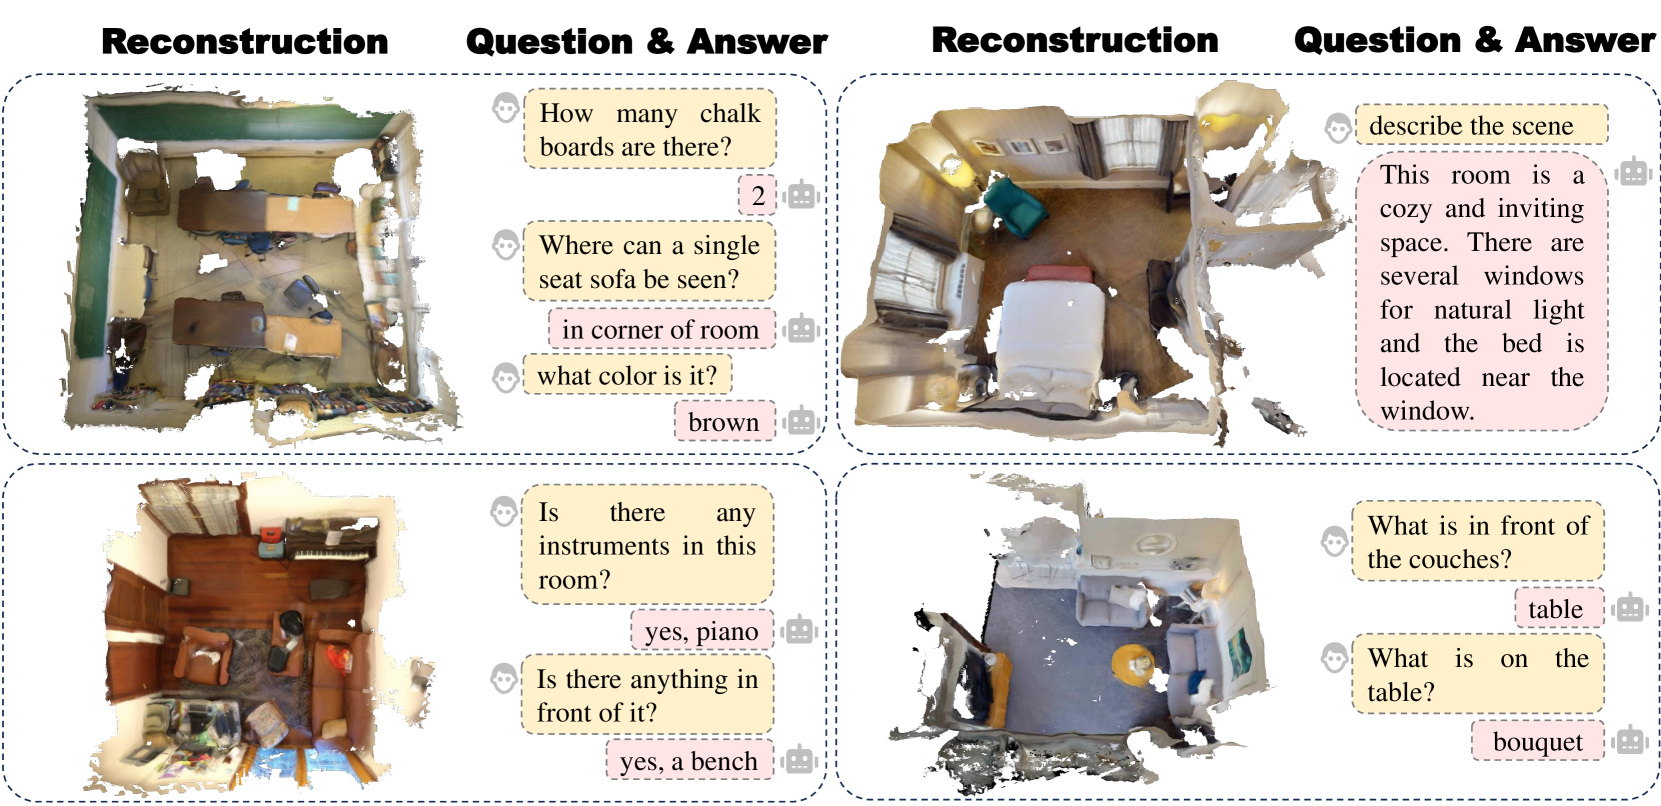 Reconstruction
Question & Answer
How many chalk
boards are there?
2
Where can a single
seat sofa be seen?
in corner of room
what color is it?
brown
Reconstruction
Question & Answer
describe the scene
This room is a
cozy and inviting
space. There are
several windows
for natural light
and the bed is
located near the
window.
Is there any
instruments in this
room?
yes, piano
Is there anything in
front of it?
yes, a bench
What is in front of
the couches?
table
What is on the
table?
bouquet